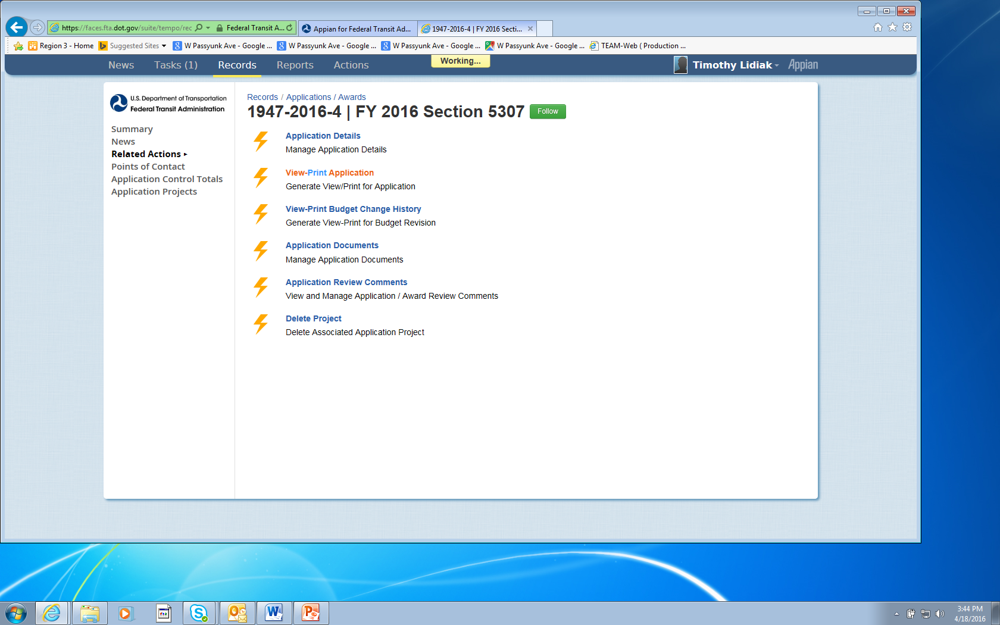 https://faces.fta.dot.gov/suite/tempo/rec
Federal Transit A...
Appian for Federal Transit Ad...
1947-2016-4 | FY 2016 Secti...
Region 3 - Home
Suggested Sites
W Passyunk Ave - Google ...
W Passyunk Ave - Google ...
W Passyunk Ave - Google ...
W Passyunk Ave - Google ...
TEAM-Web ( Production ...
News
Tasks (1)
Records
Reports
Actions
Working...
Timothy Lidiak
Appian
U.S. Department of Transportation
Federal Transit Administration
Summary
News
Related Actions
Points of Contact
Application Control Totals
Application Projects
Records / Applications / Awards
1947-2016-4 | FY 2016 Section 5307
Follow
Application Details
Manage Application Details
View-Print Application
Generate View/Print for Application
View-Print Budget Change History
Generate View-Print for Budget Revision
Application Documents
Manage Application Documents
Application Review Comments
View and Manage Application / Award Review Comments
Delete Project
Delete Associated Application Project
3:44 PM
4/18/2016